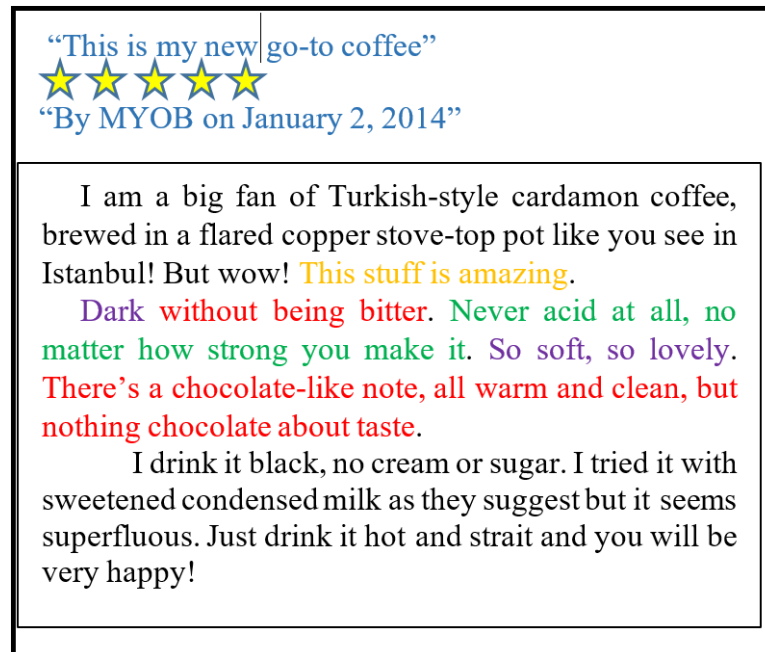 “This is my new go-to coffee”
“By MYOB on January 2, 2014”
I am a big fan of Turkish-style cardamon coffee,
brewed in a flared copper stove-top pot like you see in
Istanbul! But wow! This stuff is amazing.
Dark without being bitter. Never acid at all, no
matter how strong you make it. So soft, so lovely.
There’s a chocolate-like note, all warm and clean, but
nothing chocolate about taste.
I drink it black, no cream or sugar. I tried it with
sweetened condensed milk as they suggest but it seems
superfluous. Just drink it hot and strait and you will be
very happy!